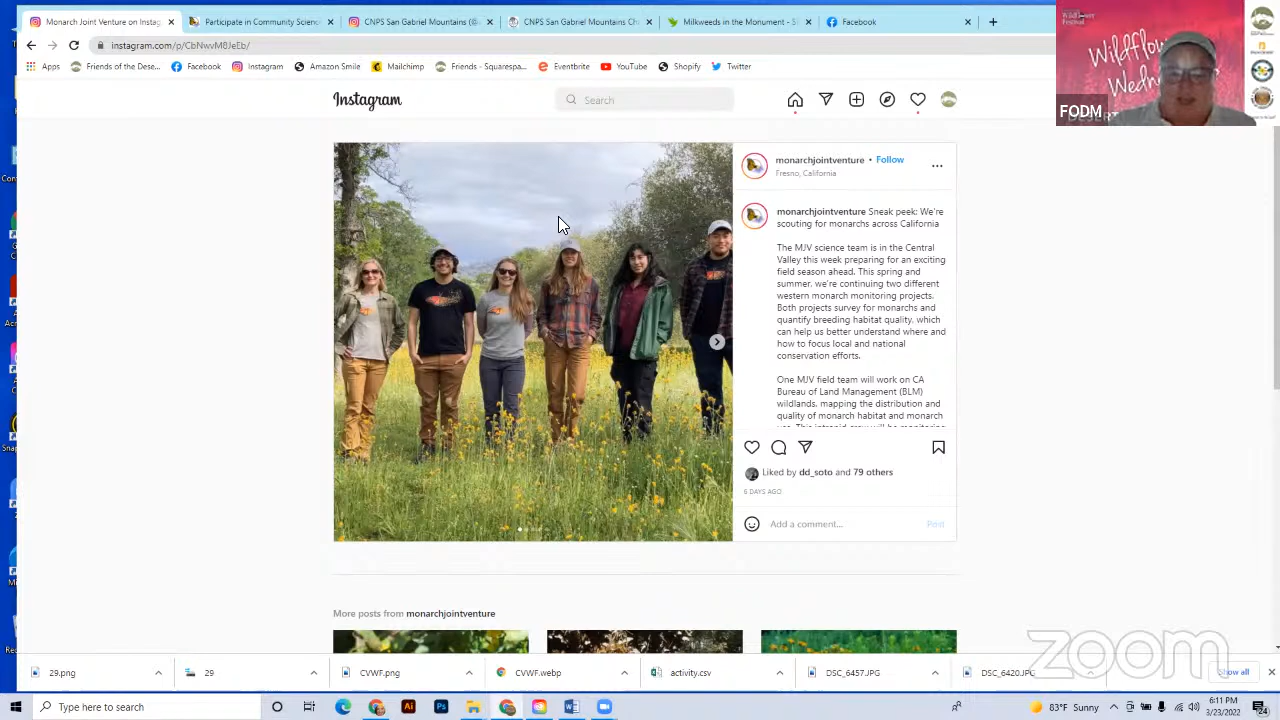 Monarch Joint Venture on Instag
Participate in Community Scienc
CNPS San Gabriel Mountains (@c
CNPS San Gabriel Mountains Ch
Milkweeds in the Monument - S
Facebook
instagram.com/p/CbNwvM8JeEb/
Apps
Friends of the Dese...
Facebook
Instagram
Amazon Smile
Mailchimp
Friends - Squarespa...
Eventbrite
YouTube
Shopify
Twitter
Wildflower
Festival
FODM
Instagram
Search
monarchjointventure • Follow
Fresno, California
monarchjointventure Sneak peek: We're
scouting for monarchs across California
The MJV science team is in the Central
Valley this week preparing for an exciting
field season ahead. This spring and
summer, we're continuing two different
western monarch monitoring projects.
Both projects survey for monarchs and
quantify breeding habitat quality, which
can help us better understand where and
how to focus local and national
conservation efforts.
One MJV field team will work on CA
Bureau of Land Management (BLM)
wildlands, mapping the distribution and
quality of monarch habitat and monarch
Liked by dd_soto and 79 others
6 DAYS AGO
Add a comment...
Post
More posts from monarchjointventure
zoom
29.png
29
CVWF.png
CVWF.webp
activity.csv
DSC_6457.JPG
DSC_6420.JPG
Show all
Type here to search
83°F Sunny
6:11 PM
3/23/2022
24